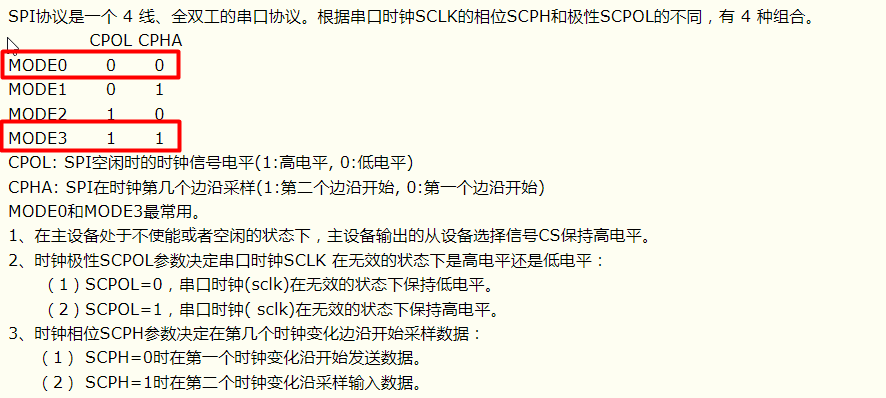 SPI协议是一个 4 线、全双工的串口协议。根据串口时钟SCLK的相位SCPH和极性SCPOL的不同，有 4 种组合。
CPOL CPHA
MODE0 0 0
MODE1 0 1
MODE2 1 0
MODE3 1 1
CPOL: SPI空闲时的时钟信号电平(1:高电平, 0:低电平)
CPHA: SPI在时钟第几个边沿采样(1:第二个边沿开始, 0:第一个边沿开始)
MODE0和MODE3最常用。
1、在主设备处于不使能或者空闲的状态下，主设备输出的从设备选择信号CS保持高电平。
2、时钟极性SCPOL参数决定串口时钟SCLK 在无效的状态下是高电平还是低电平：
（1）SCPOL=0，串口时钟(sclk)在无效的状态下保持低电平。
（2）SCPOL=1，串口时钟( sclk)在无效的状态下保持高电平。
3、时钟相位SCPH参数决定在第几个时钟变化边沿开始采样数据：
（1） SCPH=0时在第一个时钟变化沿开始发送数据。
（2） SCPH=1时在第二个时钟变化沿采样输入数据。